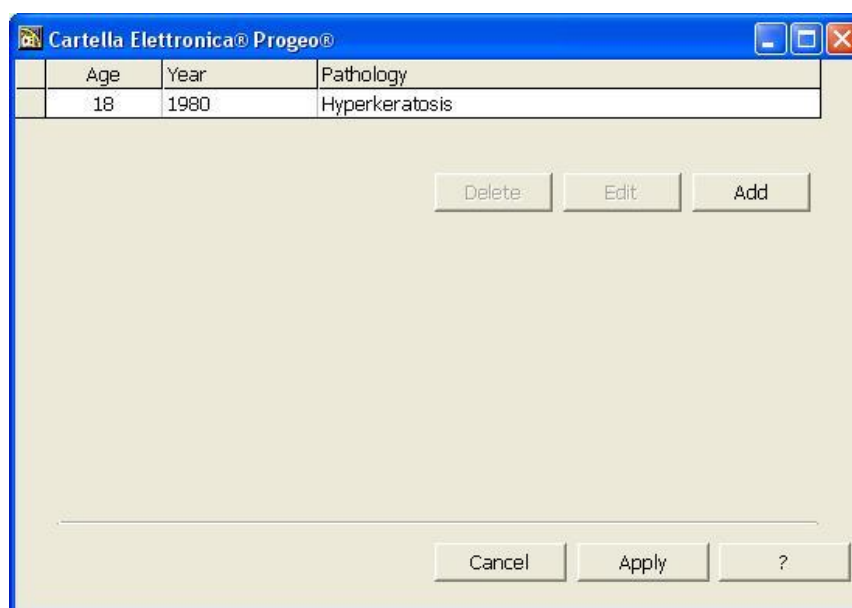 Cartella Elettronica® Progeo®
Age Year Pathology
18 1980 Hyperkeratosis
Delete Edit Add
Cancel Apply ?